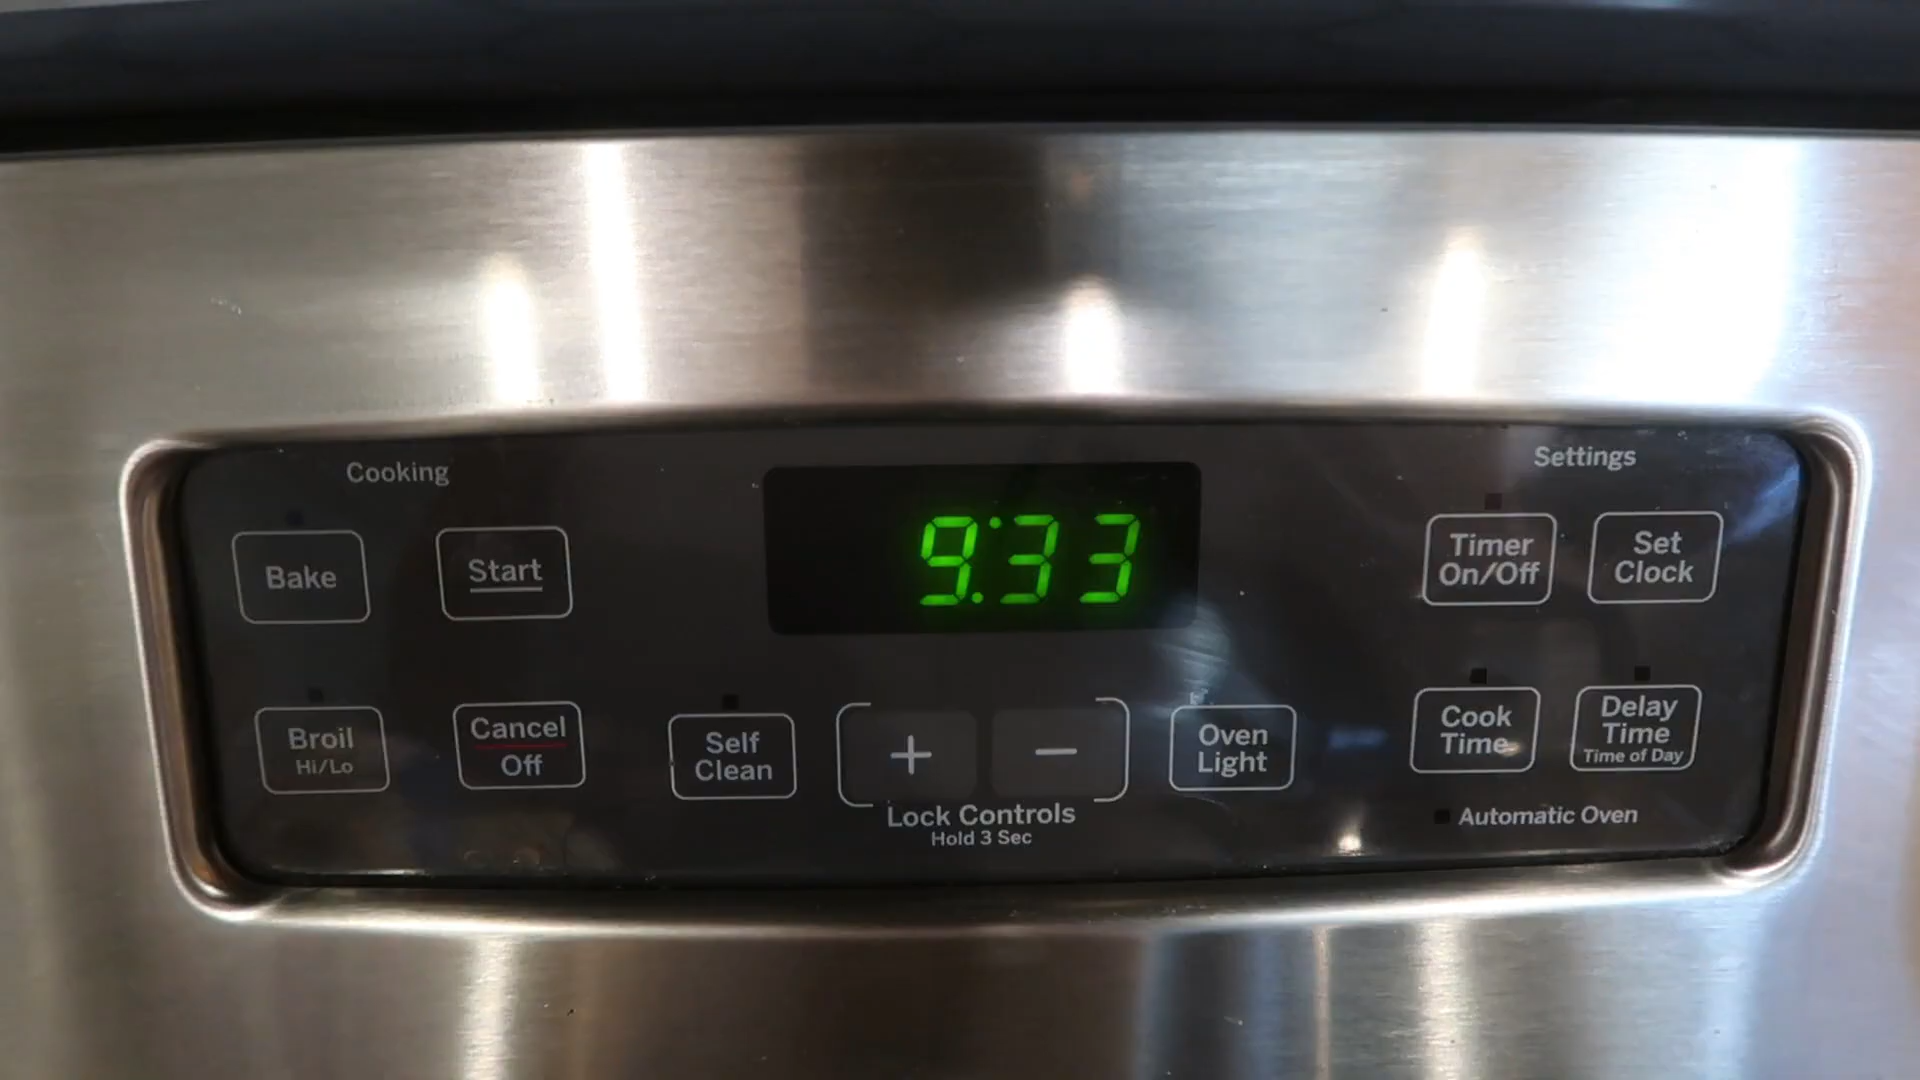 Cooking
Settings
9:33
Bake
Start
Timer
On/Off
Set
Clock
Broil
Hi/Lo
Cancel
Off
Self
Clean
+
−
Lock Controls
Hold 3 Sec
Oven
Light
Cook
Time
Delay
Time
Time of Day
Automatic Oven